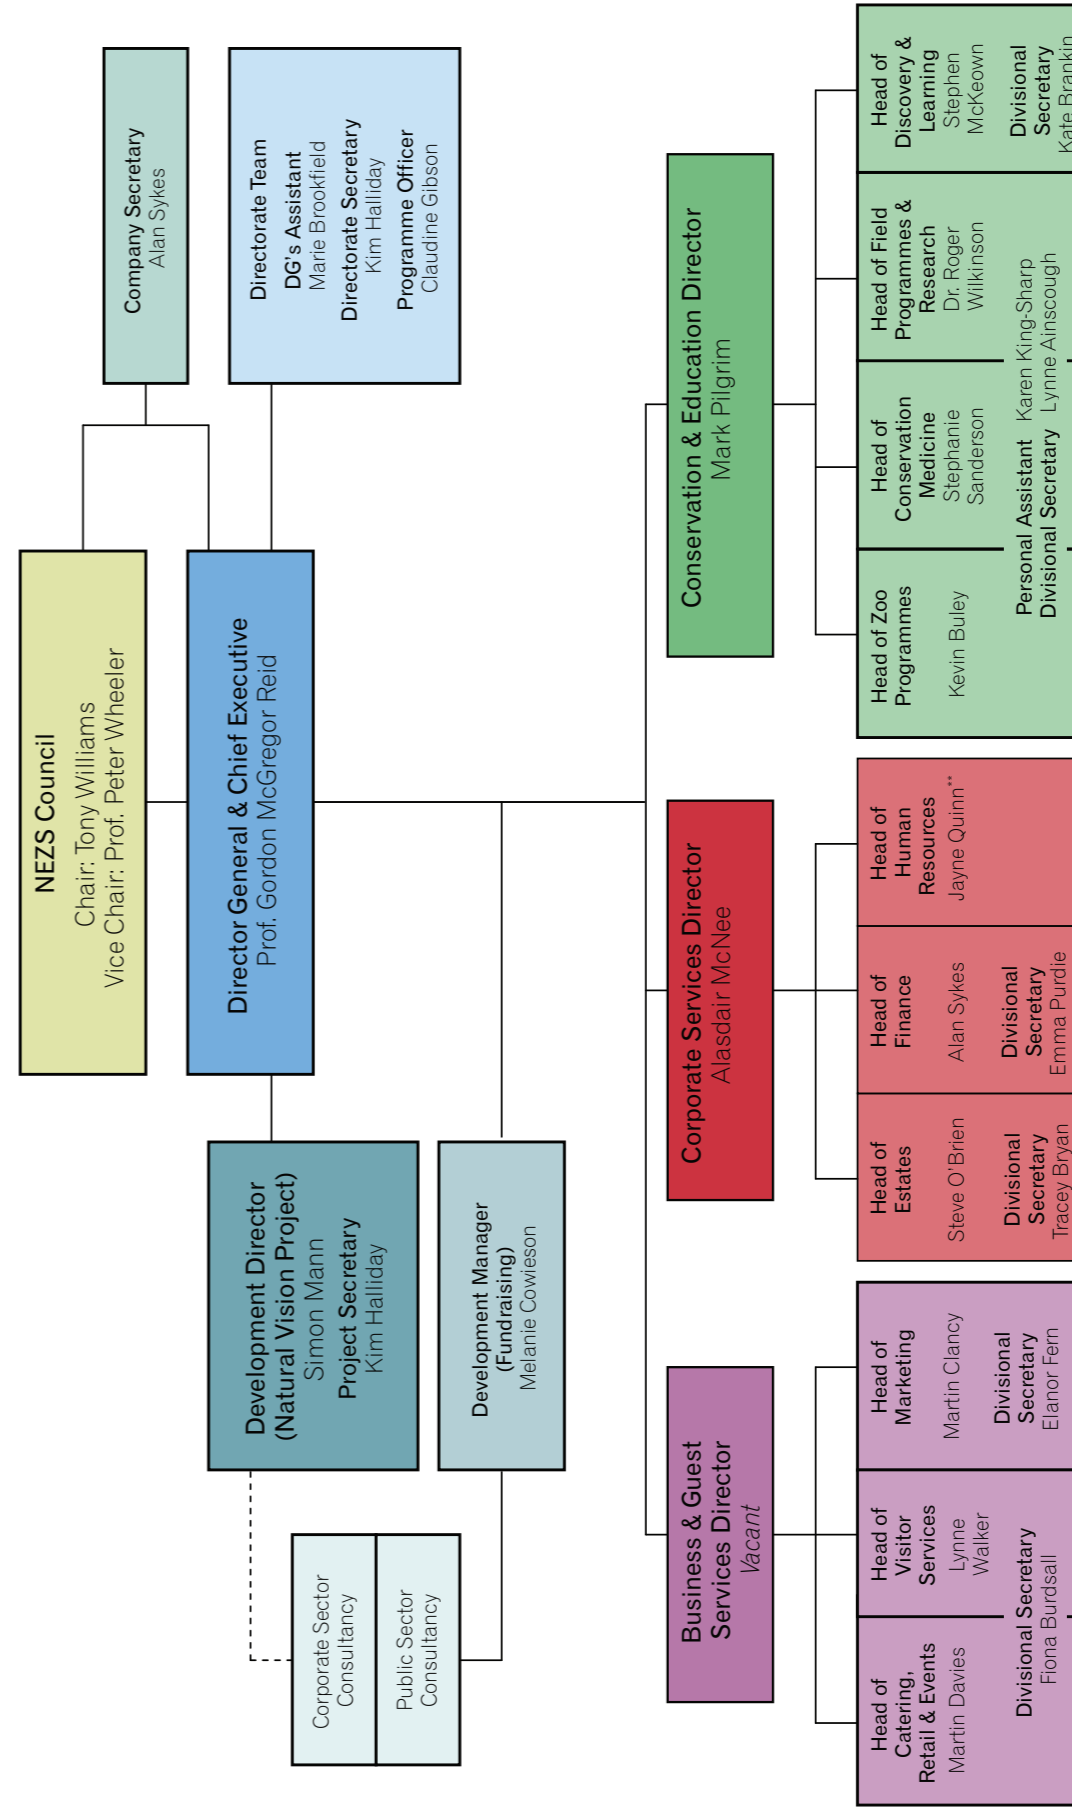 NEZS Council
Chair: Tony Williams
Vice Chair: Prof. Peter Wheeler
Company Secretary
Alan Sykes
Director General & Chief Executive
Prof. Gordon McGregor Reid
Directorate Team
DG's Assistant
Marie Brookfield
Directorate Secretary
Kim Halliday
Programme Officer
Claudine Gibson
Development Director
(Natural Vision Project)
Simon Mann
Project Secretary
Kim Halliday
Corporate Sector
Consultancy
Public Sector
Consultancy
Development Manager
(Fundraising)
Melanie Cowieson
Business & Guest
Services Director
Vacant
Corporate Services Director
Alasdair McNee
Conservation & Education Director
Mark Pilgrim
Head of
Catering,
Retail & Events
Martin Davies
Head of
Visitor
Services
Lynne
Walker
Divisional Secretary
Fiona Burdsall
Head of
Marketing
Martin Clancy
Divisional
Secretary
Elanor Fern
Head of
Estates
Steve O'Brien
Divisional
Secretary
Tracey Bryan
Head of
Finance
Alan Sykes
Divisional
Secretary
Emma Purdie
Head of
Human
Resources
Jayne Quinn**
Head of Zoo
Programmes
Kevin Buley
Head of
Conservation
Medicine
Stephanie
Sanderson
Head of Field
Programmes &
Research
Dr. Roger
Wilkinson
Personal Assistant Karen King-Sharp
Divisional Secretary Lynne Ainscough
Head of
Discovery &
Learning
Stephen
McKeown
Divisional
Secretary
Kate Brankin